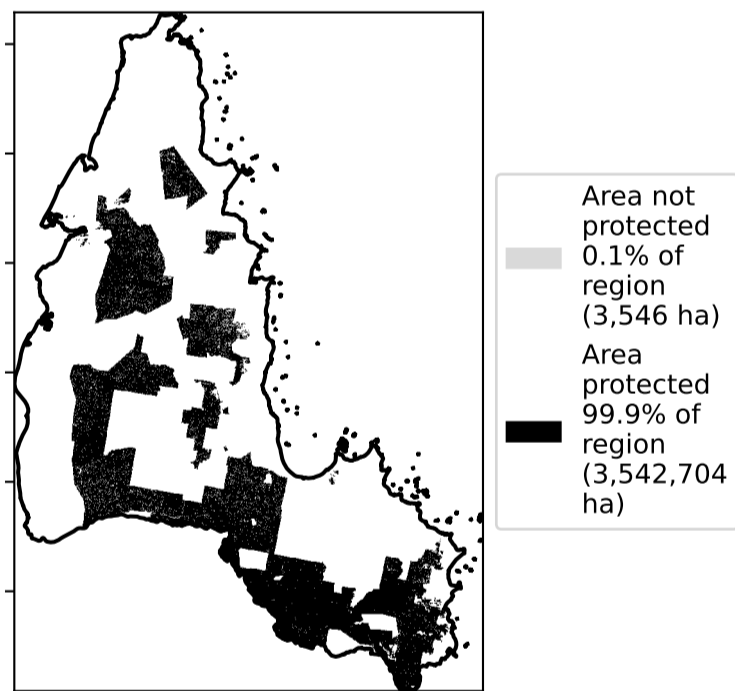 Area not
protected
0.1% of
region
(3,546 ha)
Area
protected
99.9% of
region
(3,542,704
ha)